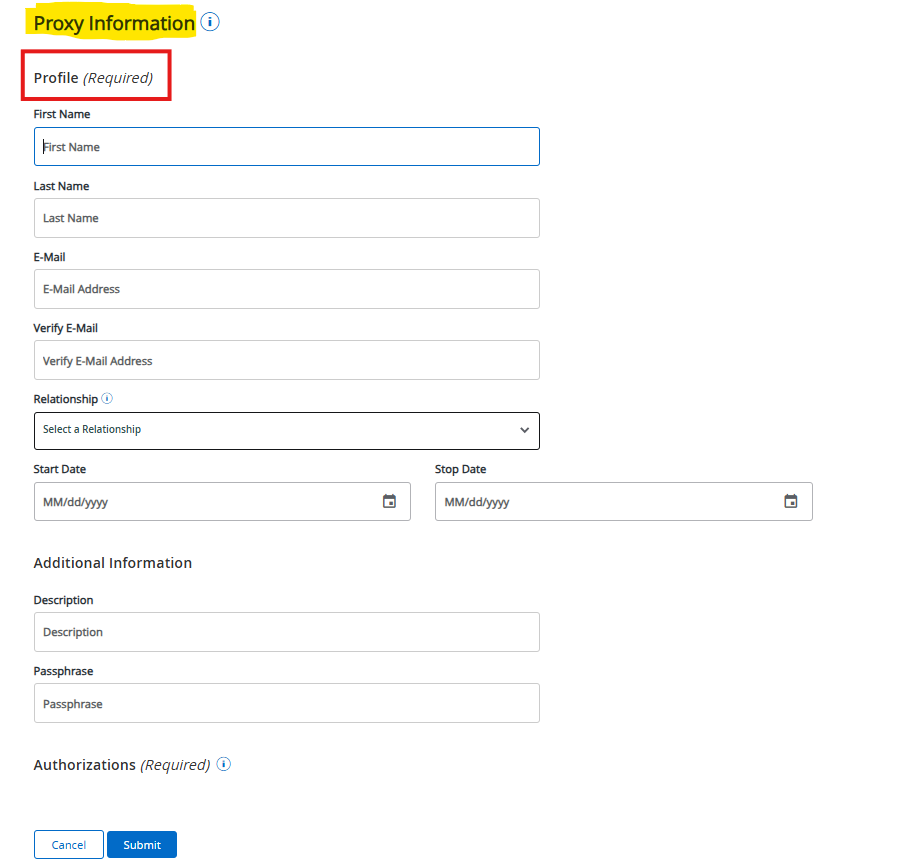 Proxy Information
Profile (Required)
First Name
First Name
Last Name
Last Name
E-Mail
E-Mail Address
Verify E-Mail
Verify E-Mail Address
Relationship
Select a Relationship
Start Date Stop Date
MM/dd/yyyy MM/dd/yyyy
Additional Information
Description
Description
Passphrase
Passphrase
Authorizations (Required)
Cancel Submit